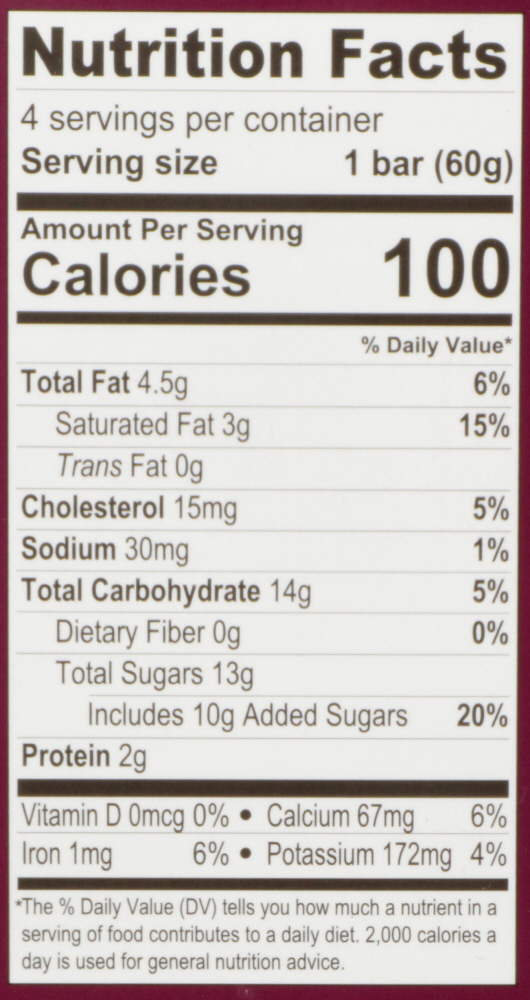 Nutrition Facts
4 servings per container
Serving size 1 bar (60g)
Amount Per Serving
Calories 100
% Daily Value*
Total Fat 4.5g 6%
Saturated Fat 3g 15%
Trans Fat 0g
Cholesterol 15mg 5%
Sodium 30mg 1%
Total Carbohydrate 14g 5%
Dietary Fiber 0g 0%
Total Sugars 13g
Includes 10g Added Sugars 20%
Protein 2g
Vitamin D 0mcg 0% • Calcium 67mg 6%
Iron 1mg 6% • Potassium 172mg 4%
*The % Daily Value (DV) tells you how much a nutrient in a
serving of food contributes to a daily diet. 2,000 calories a
day is used for general nutrition advice.